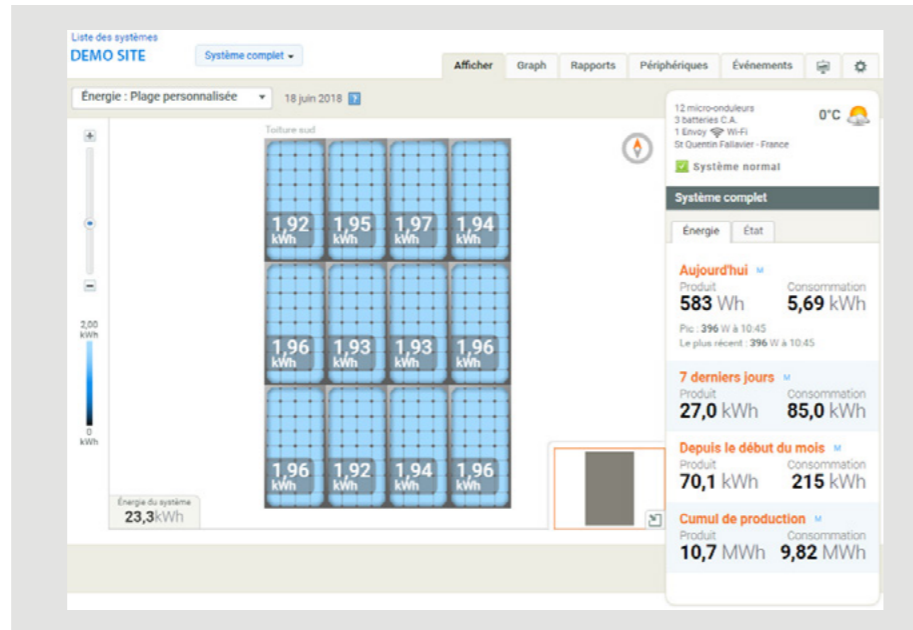 Liste des systèmes
DEMO SITE
Système complet
Afficher
Graph
Rapports
Périphériques
Événements
Énergie : Plage personnalisée
18 juin 2018 ?
12 micro-onduleurs
3 batteries C.A.
1 Envoy Wi-Fi
St Quentin Fallavier - France
0°C
Système normal
Toiture sud
1,92 kWh
1,95 kWh
1,97 kWh
1,94 kWh
1,96 kWh
1,93 kWh
1,93 kWh
1,96 kWh
1,96 kWh
1,92 kWh
1,94 kWh
1,96 kWh
2,00
kWh
0
kWh
Énergie du système
23,3kWh
Système complet
Énergie
État
Aujourd'hui M
Produit Consommation
583 Wh 5,69 kWh
Pic : 396 W à 10:45
Le plus récent : 396 W à 10:45
7 derniers jours M
Produit Consommation
27,0 kWh 85,0 kWh
Depuis le début du mois M
Produit Consommation
70,1 kWh 215 kWh
Cumul de production M
Produit Consommation
10,7 MWh 9,82 MWh